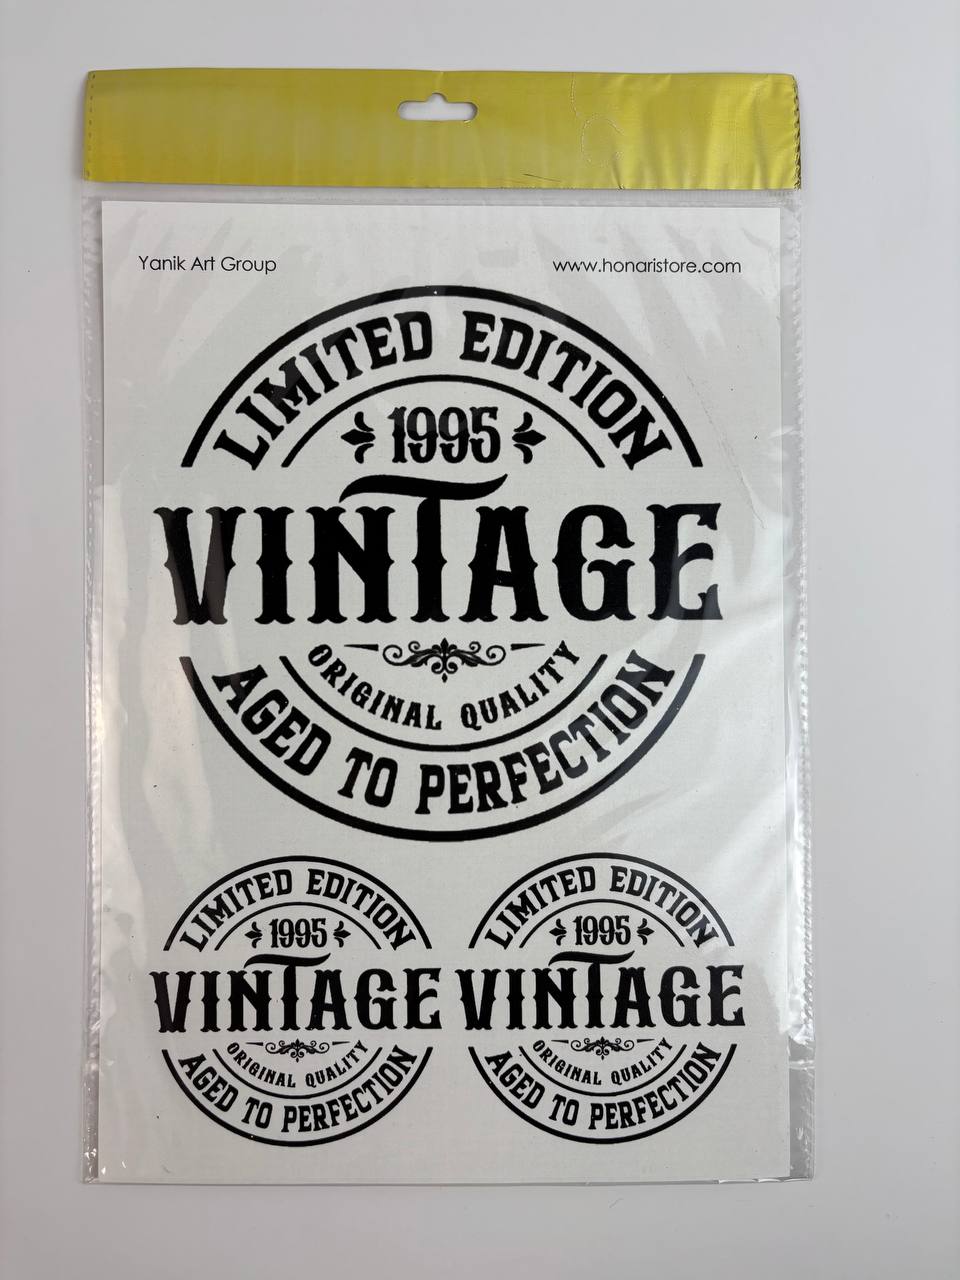 Yanik Art Group
www.honaristore.com
LIMITED EDITION
1995
VINTAGE
ORIGINAL QUALITY
AGED TO PERFECTION
LIMITED EDITION
1995
VINTAGE
ORIGINAL QUALITY
AGED TO PERFECTION
LIMITED EDITION
1995
VINTAGE
ORIGINAL QUALITY
AGED TO PERFECTION